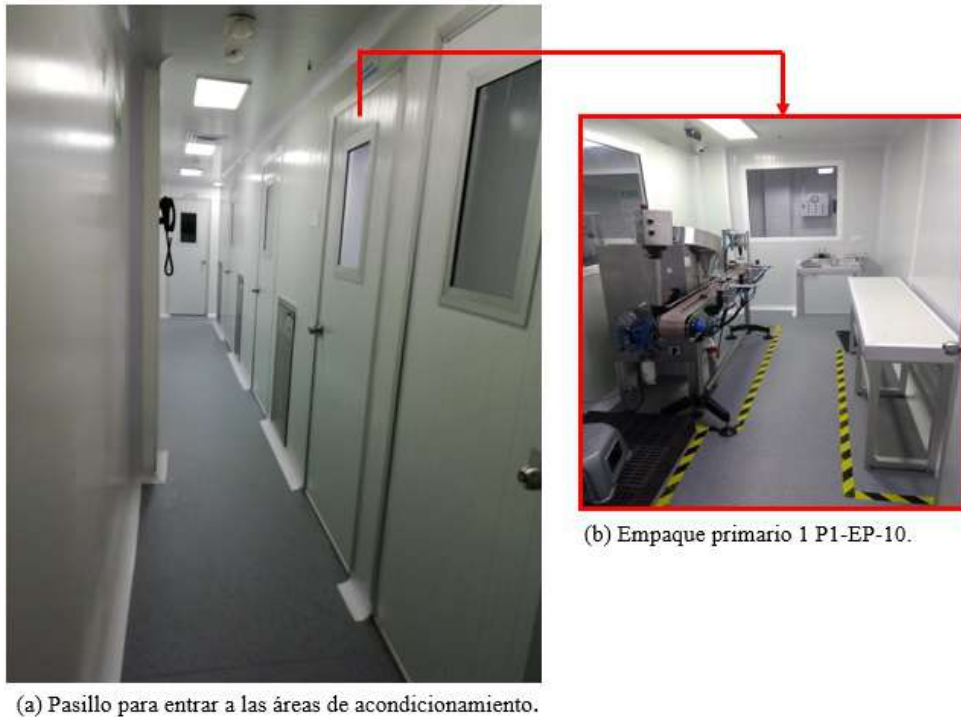 (b) Empaque primario 1 P1-EP-10.
(a) Pasillo para entrar a las áreas de acondicionamiento.